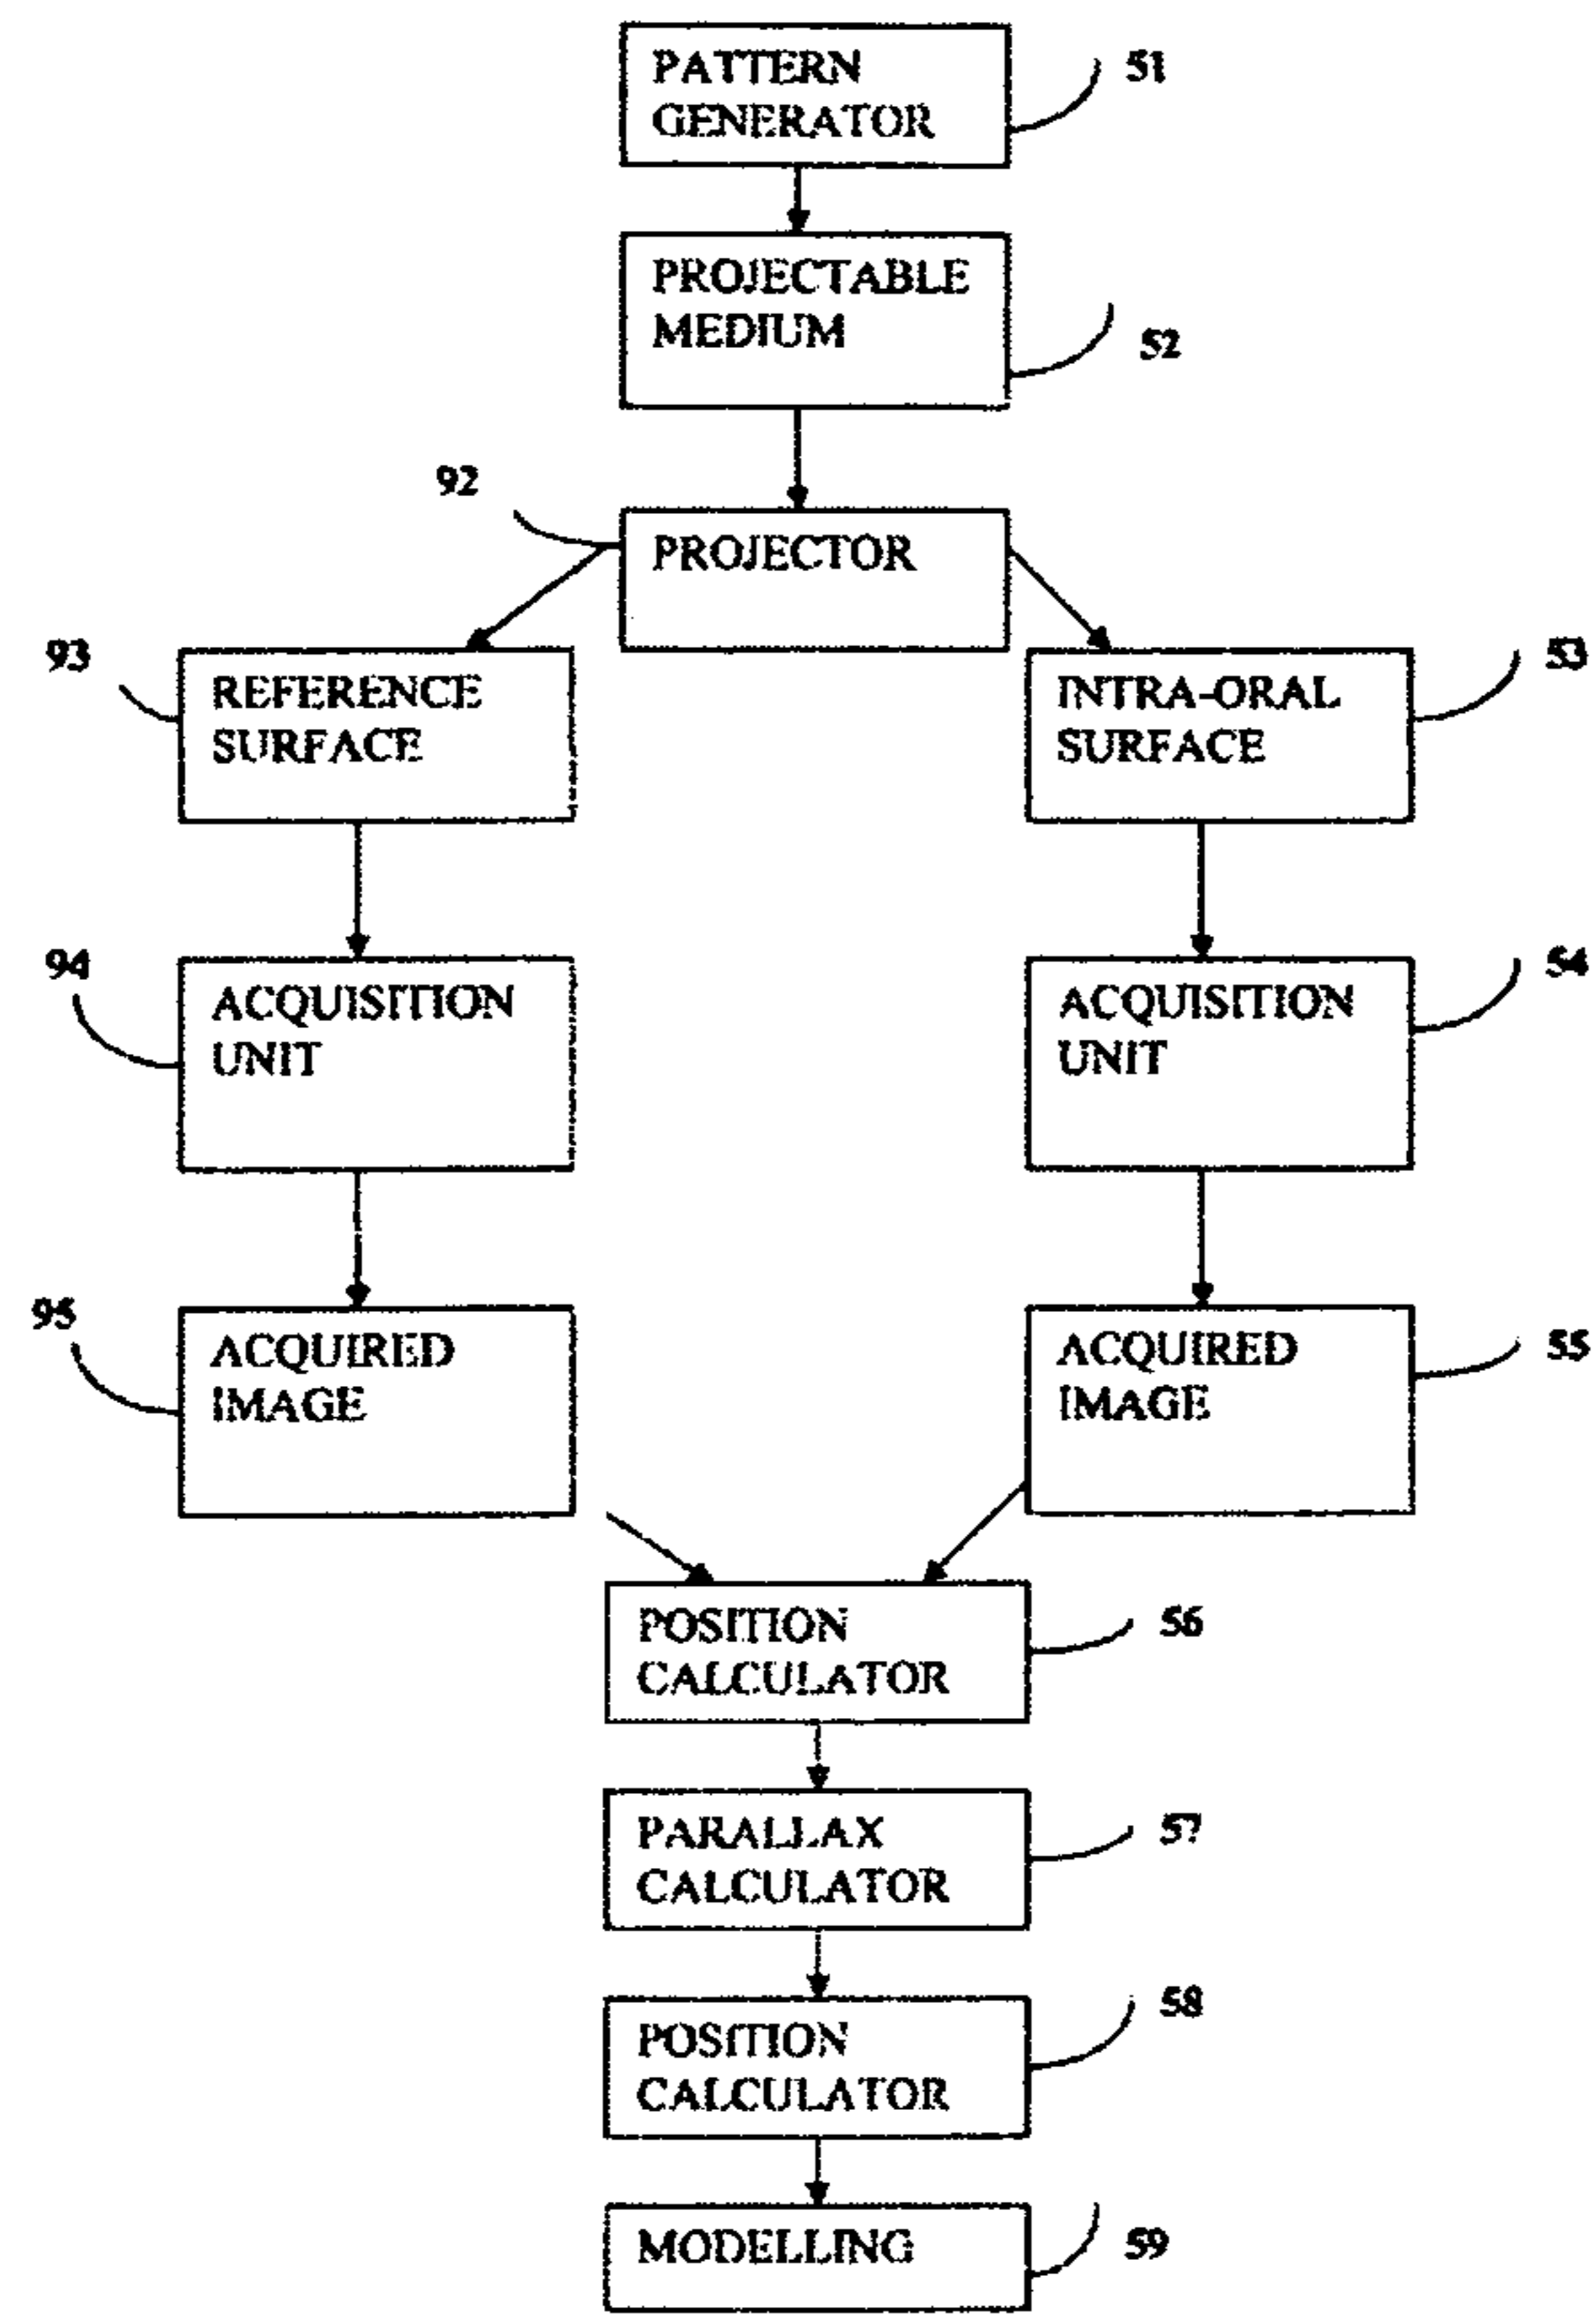 PATTERN
GENERATOR
51
PROJECTABLE
MEDIUM
52
92
PROJECTOR
93
REFERENCE
SURFACE
INTRA-ORAL
SURFACE
53
94
ACQUISITION
UNIT
ACQUISITION
UNIT
54
95
ACQUIRED
IMAGE
ACQUIRED
IMAGE
55
POSITION
CALCULATOR
56
PARALLAX
CALCULATOR
57
POSITION
CALCULATOR
58
MODELLING
59